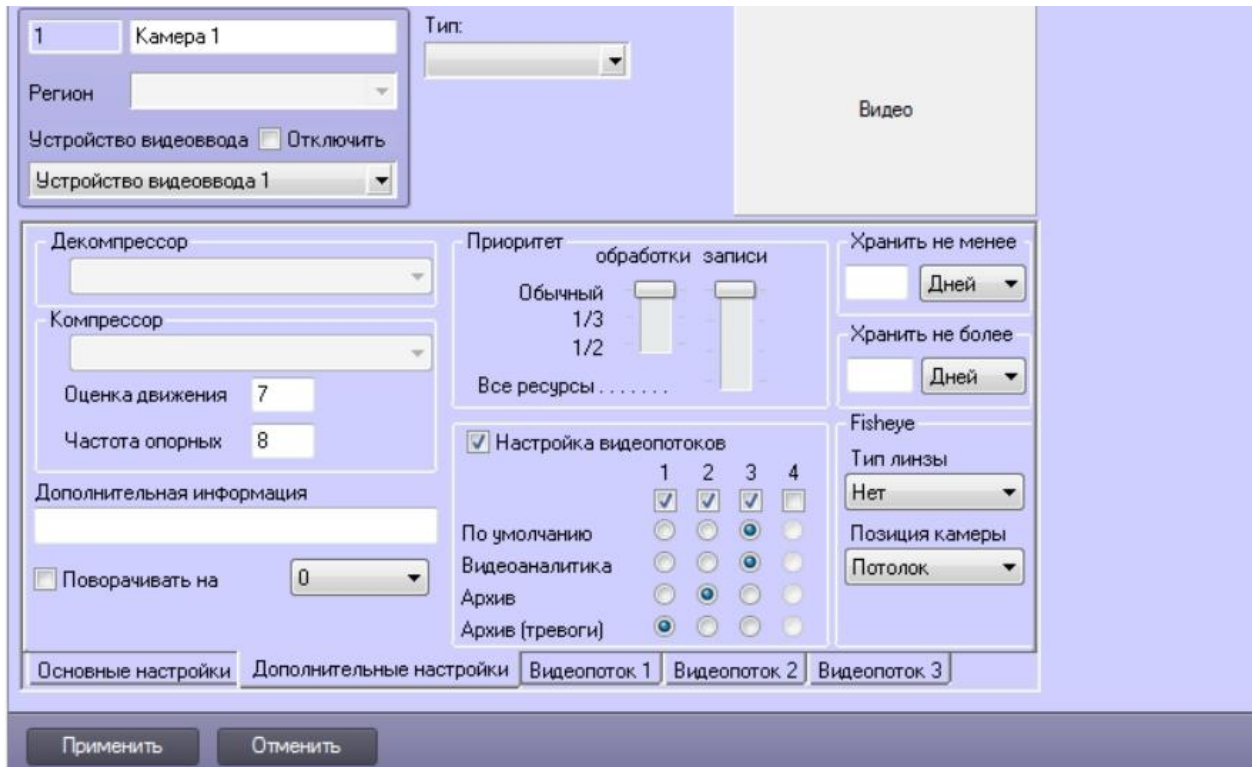 1
Камера 1
Тип:
Регион
Видео
Устройство видеоввода Отключить
Устройство видеоввода 1
Декомпрессор
Компрессор
Оценка движения 7
Частота опорных 8
Дополнительная информация
Поворачивать на 0
Приоритет
обработки записи
Обычный
1/3
1/2
Все ресурсы . . . . . . .
Настройка видеопотоков
1 2 3 4
По умолчанию
Видеоаналитика
Архив
Архив (тревоги)
Хранить не менее
Дней
Хранить не более
Дней
Fisheye
Тип линзы
Нет
Позиция камеры
Потолок
Основные настройки Дополнительные настройки Видеопоток 1 Видеопоток 2 Видеопоток 3
Применить Отменить